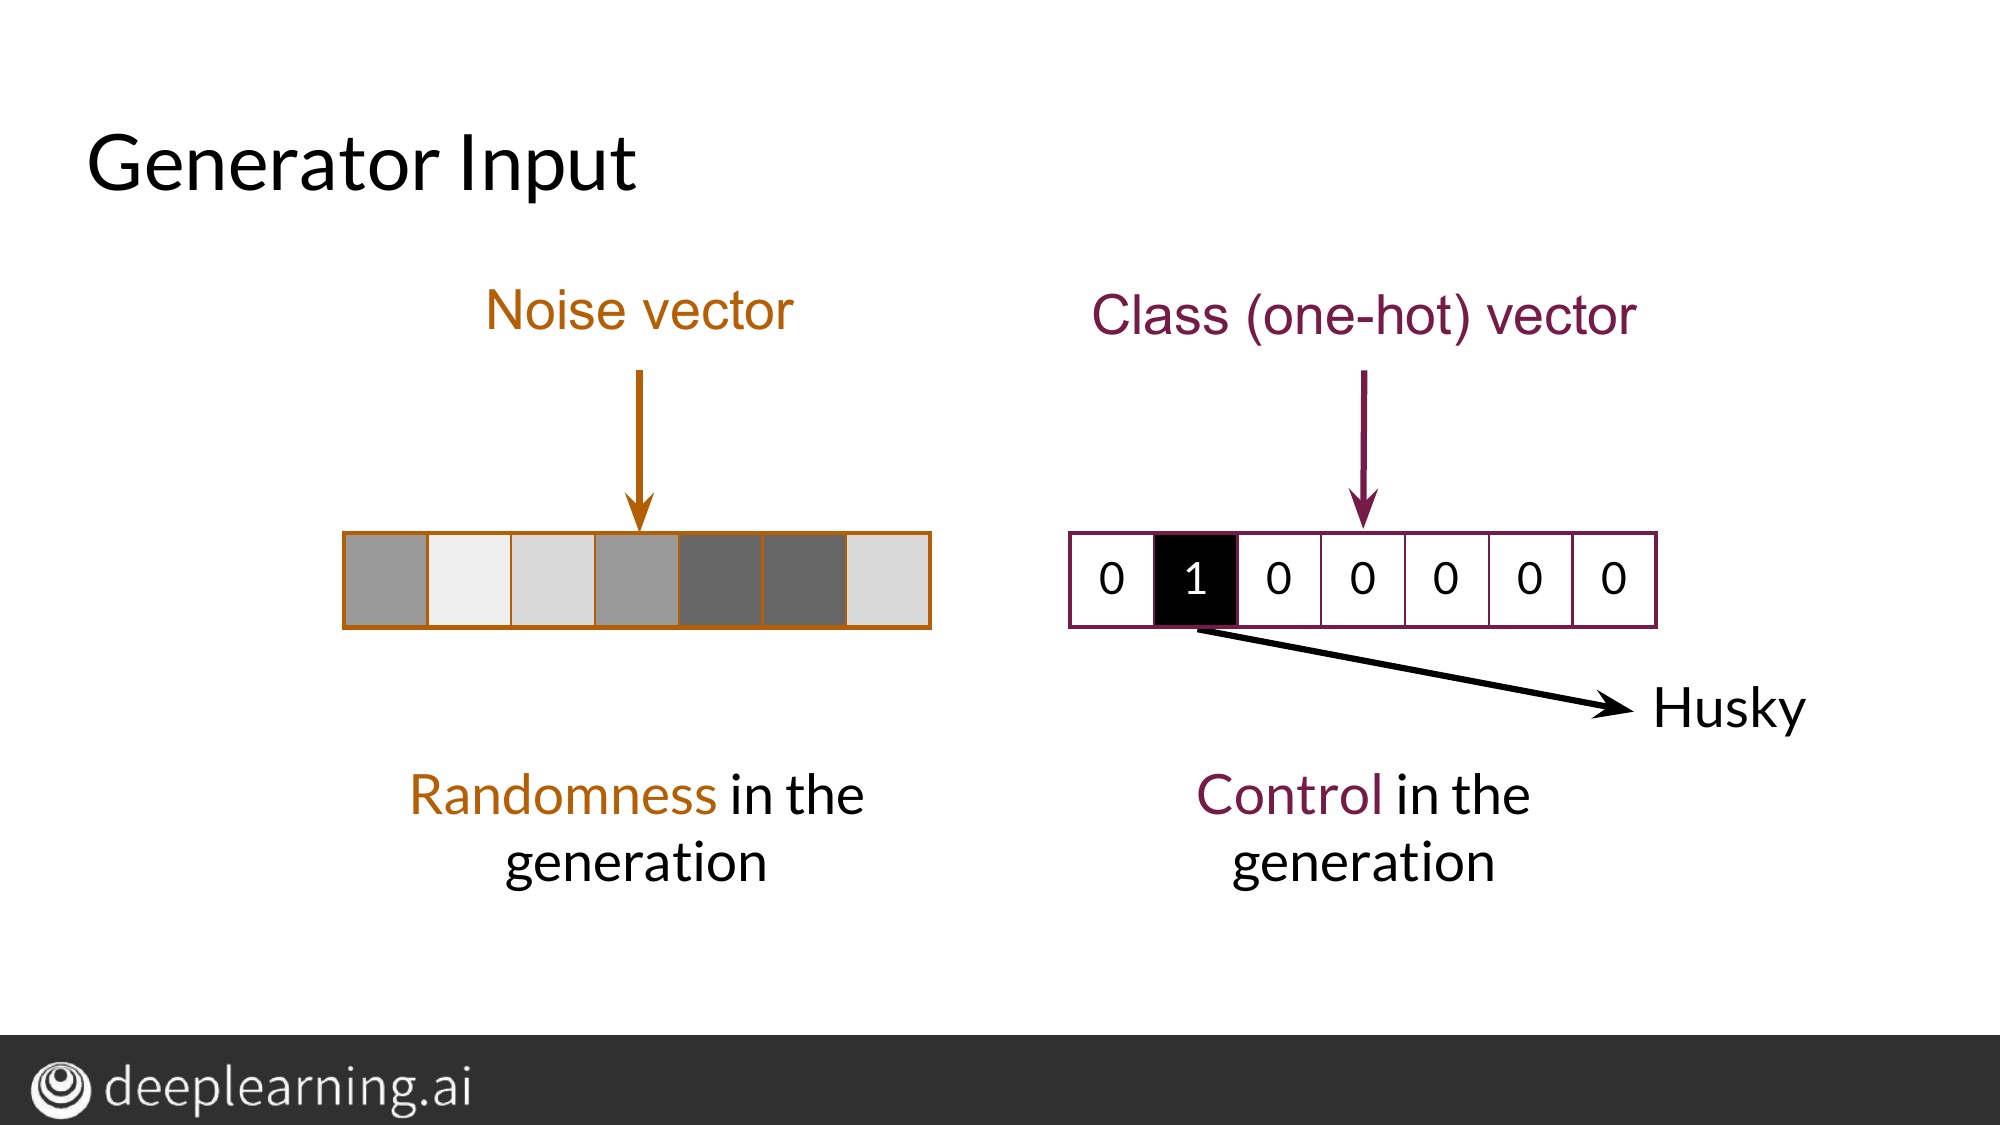 Generator Input
Noise vector
Class (one-hot) vector
0 1 0 0 0 0 0
Husky
Randomness in the
generation
Control in the
generation
deeplearning.ai